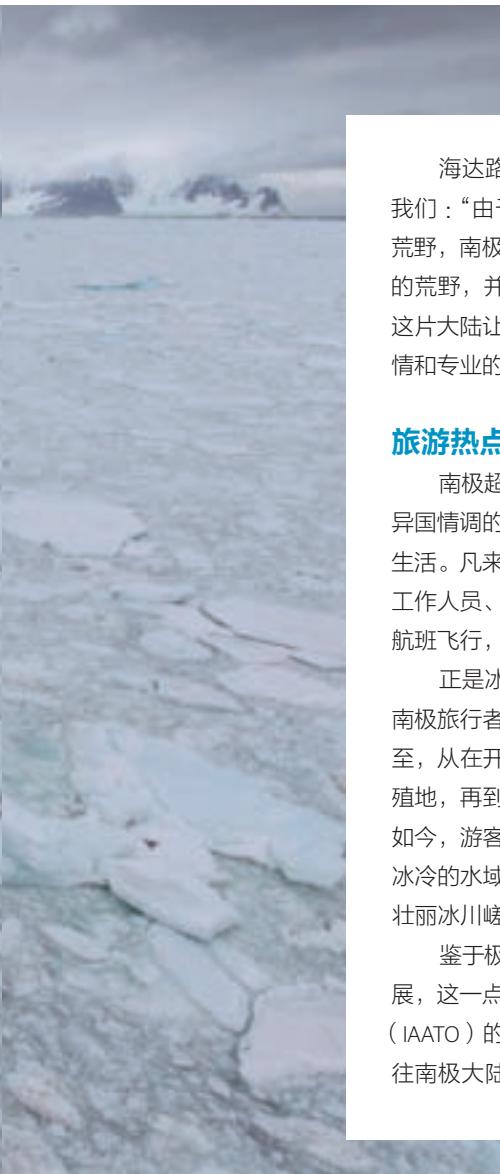 海达路
我们：“由于
荒野，南极
的荒野，并
这片大陆让
情和专业的
旅游热点
南极超
异国情调的
生活。凡来
工作人员、
航班飞行，
正是冰
南极旅行者
至，从在开
殖地，再到
如今，游客
冰冷的水域
壮丽冰川嵯
鉴于极
展，这一点
（IAATO）的
往南极大陆